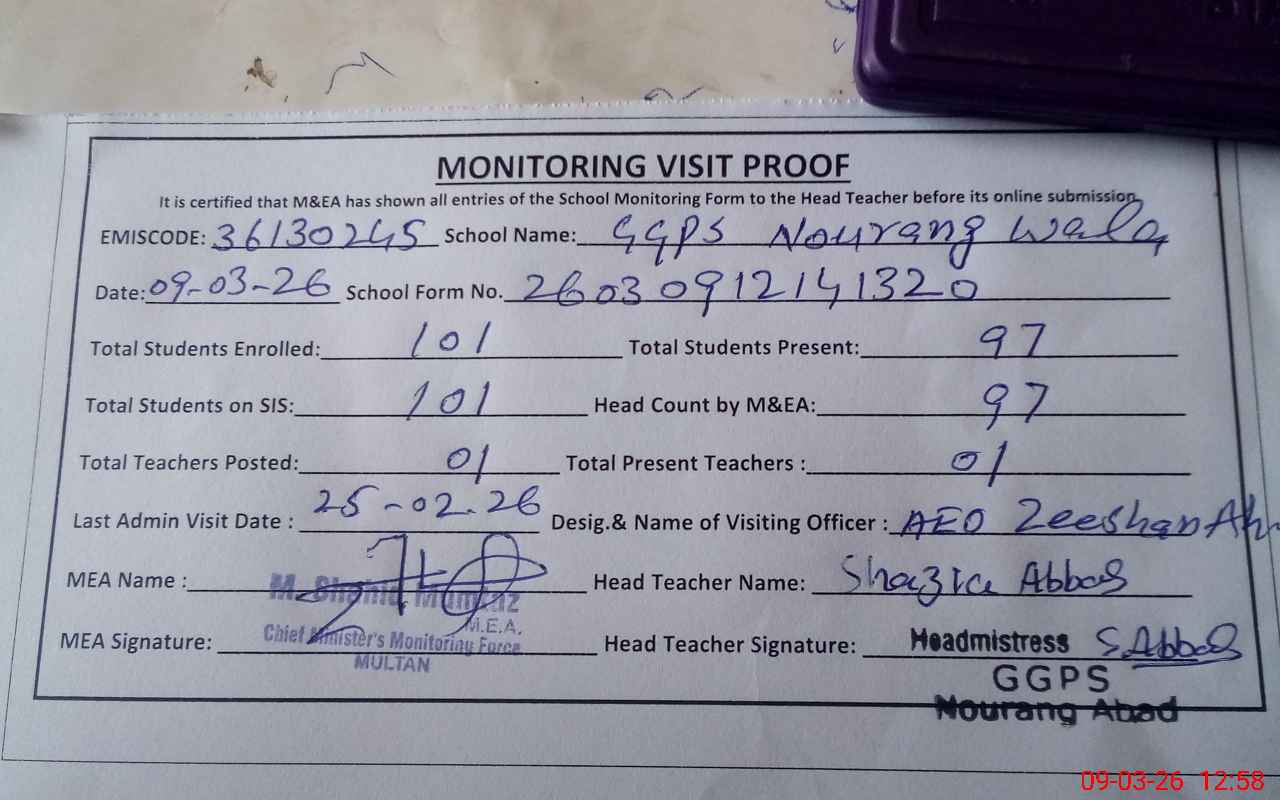 MONITORING VISIT PROOF
It is certified that M&EA has shown all entries of the School Monitoring Form to the Head Teacher before its online submission
EMISCODE: 36130245 School Name: GGPS Nourang Wala
Date: 09-03-26 School Form No. 26030912141320
Total Students Enrolled: 101 Total Students Present: 97
Total Students on SIS: 101 Head Count by M&EA: 97
Total Teachers Posted: 01 Total Present Teachers : 01
Last Admin Visit Date : 25-02.26 Desig.& Name of Visiting Officer : AEO Zeeshan Ah
MEA Name : M. Shahid Mumtaz Head Teacher Name: Shazia Abbas
M.E.A.
MEA Signature: Chief Minister's Monitoring Force Head Teacher Signature: Headmistress S.Abbas
MULTAN GGPS
Nourang Abad
09-03-26 12:58